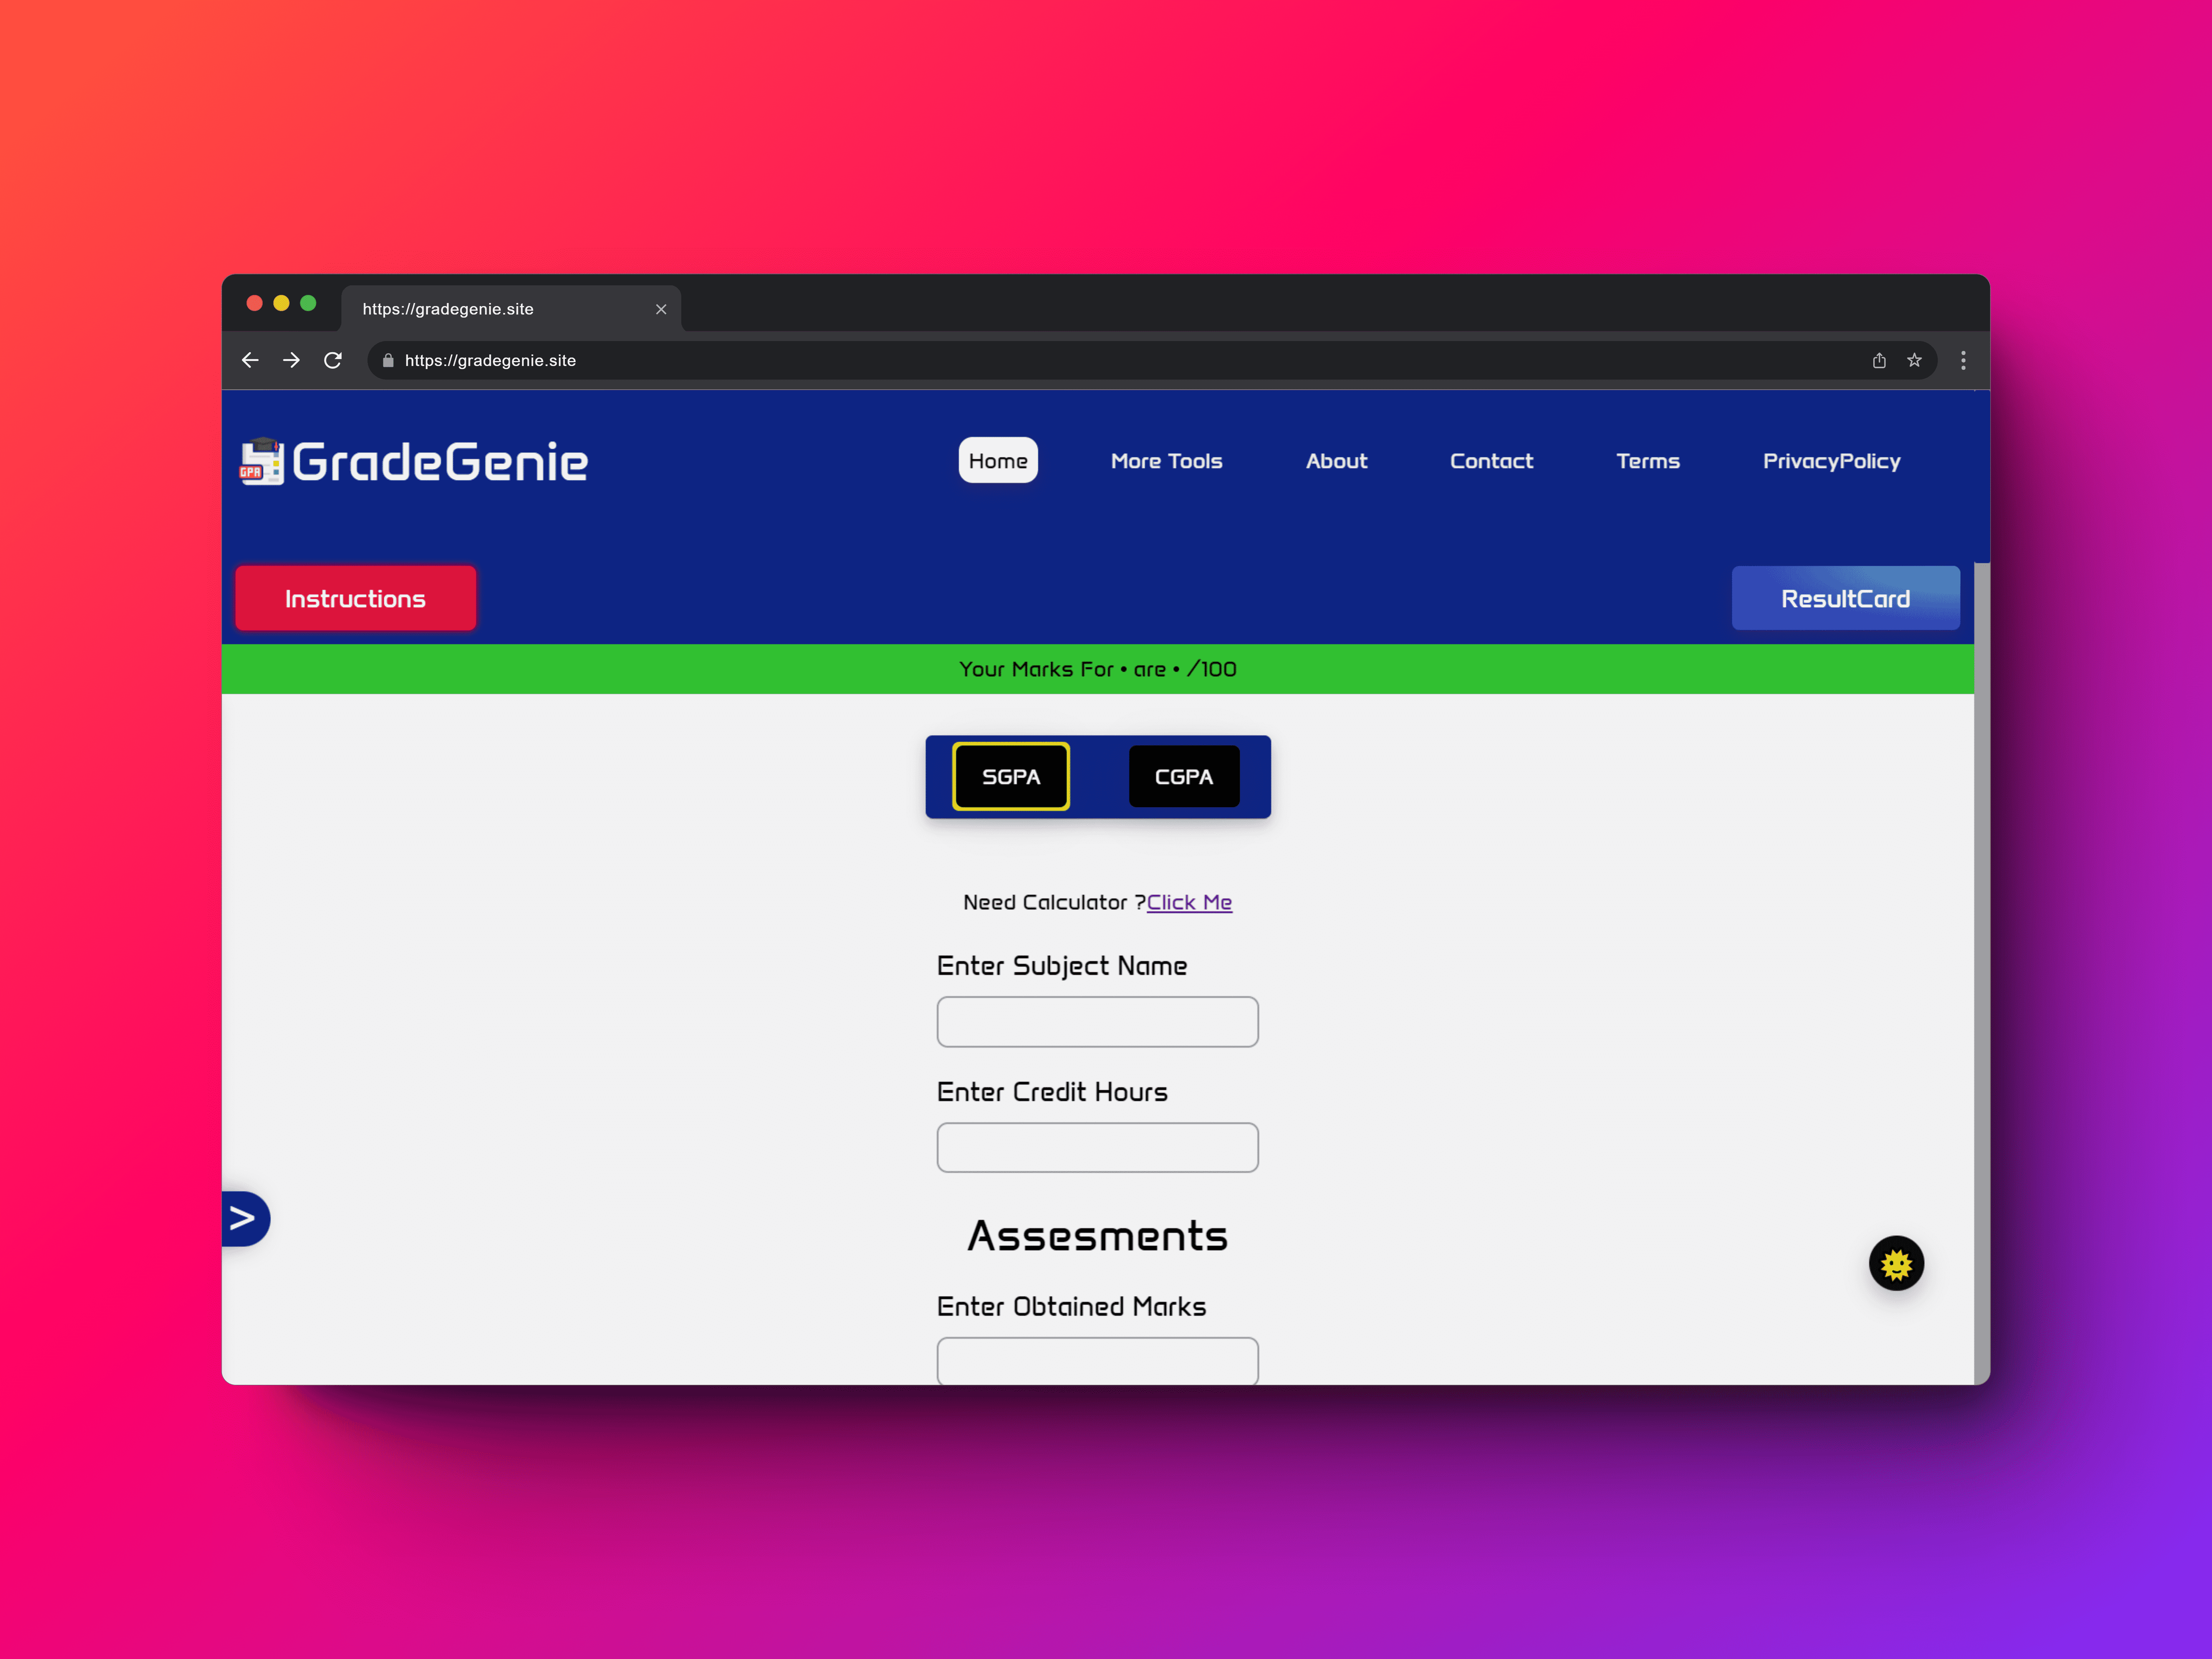 https://gradegenie.site
https://gradegenie.site
GPA
GradeGenie
Home
More Tools
About
Contact
Terms
PrivacyPolicy
Instructions
ResultCard
Your Marks For • are • /100
SGPA
CGPA
Need Calculator ?Click Me
Enter Subject Name
Enter Credit Hours
>
Assesments
Enter Obtained Marks